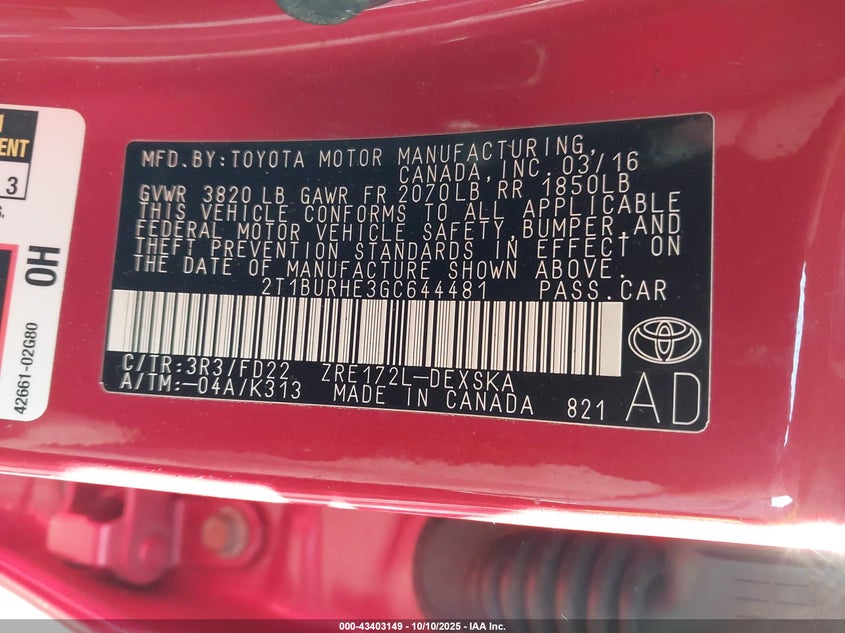 MFD.BY:TOYOTA MOTOR MANUFACTURING,
CANADA, INC. 03/16
GVWR 3820 LB GAWR FR 2070LB RR 1850LB
THIS VEHICLE CONFORMS TO ALL APPLICABLE
FEDERAL MOTOR VEHICLE SAFETY, BUMPER, AND
THEFT PREVENTION STANDARDS IN EFFECT ON
THE DATE OF MANUFACTURE SHOWN ABOVE.
2T1BURHE3GC644481 PASS.CAR
C/TR:3R3/FD22 ZRE172L-DEXSKA
A/TM:-04A/K313 MADE IN CANADA 821
AD
TOYOTA
3
OH
42661-02G80
000-43403149 - 10/10/2025 - IAA Inc.